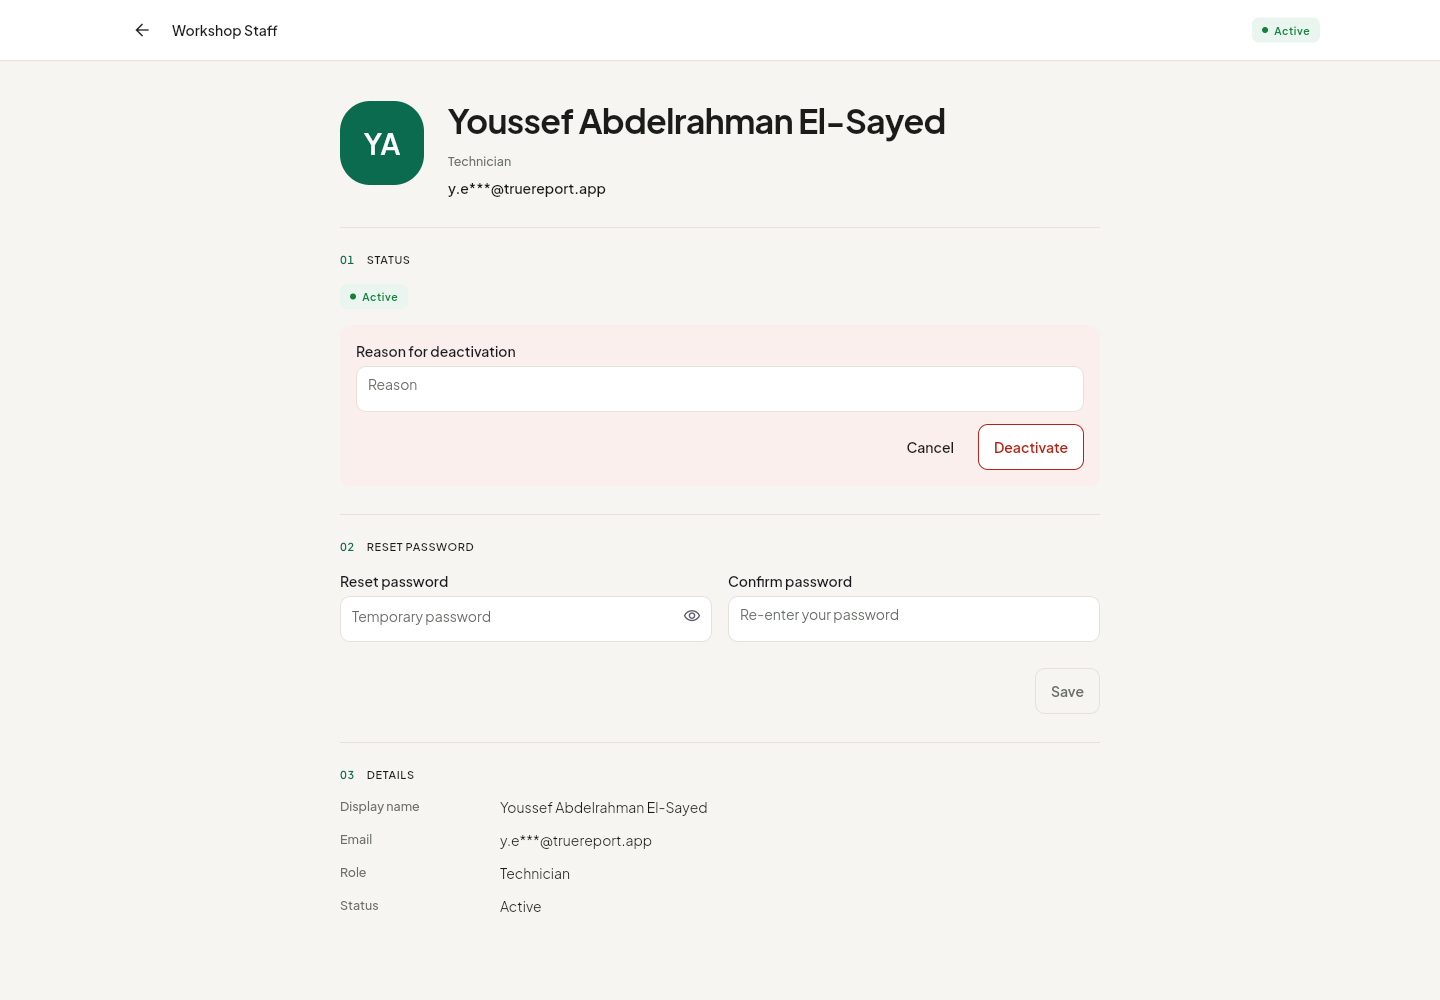 Workshop Staff
Active
YA
Youssef Abdelrahman El-Sayed
Technician
y.e***@truereport.app
01 STATUS
Active
Reason for deactivation
Reason
Cancel Deactivate
02 RESET PASSWORD
Reset password Confirm password
Temporary password Re-enter your password
Save
03 DETAILS
Display name Youssef Abdelrahman El-Sayed
Email y.e***@truereport.app
Role Technician
Status Active